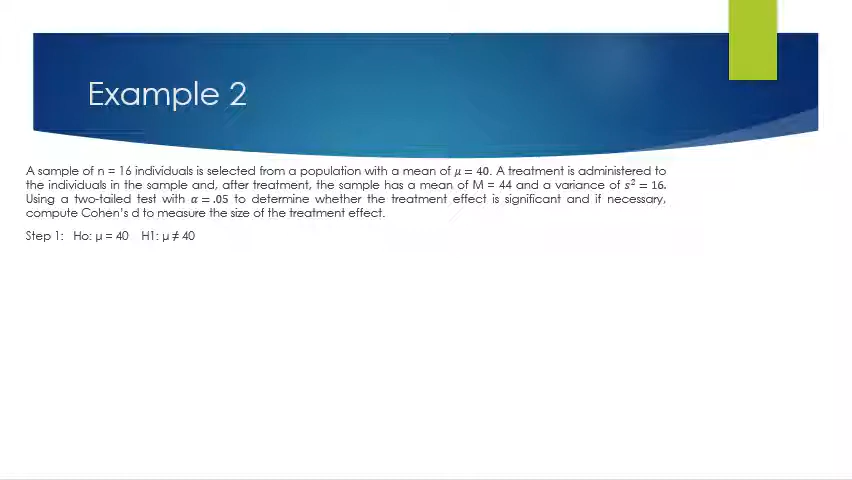 Example 2
A sample of n = 16 individuals is selected from a population with a mean of 𝜇 = 40. A treatment is administered to
the individuals in the sample and, after treatment, the sample has a mean of M = 44 and a variance of 𝑠² = 16.
Using a two-tailed test with 𝛼 = .05 to determine whether the treatment effect is significant and if necessary,
compute Cohen's d to measure the size of the treatment effect.
Step 1: Ho: µ = 40 H1: µ ≠ 40